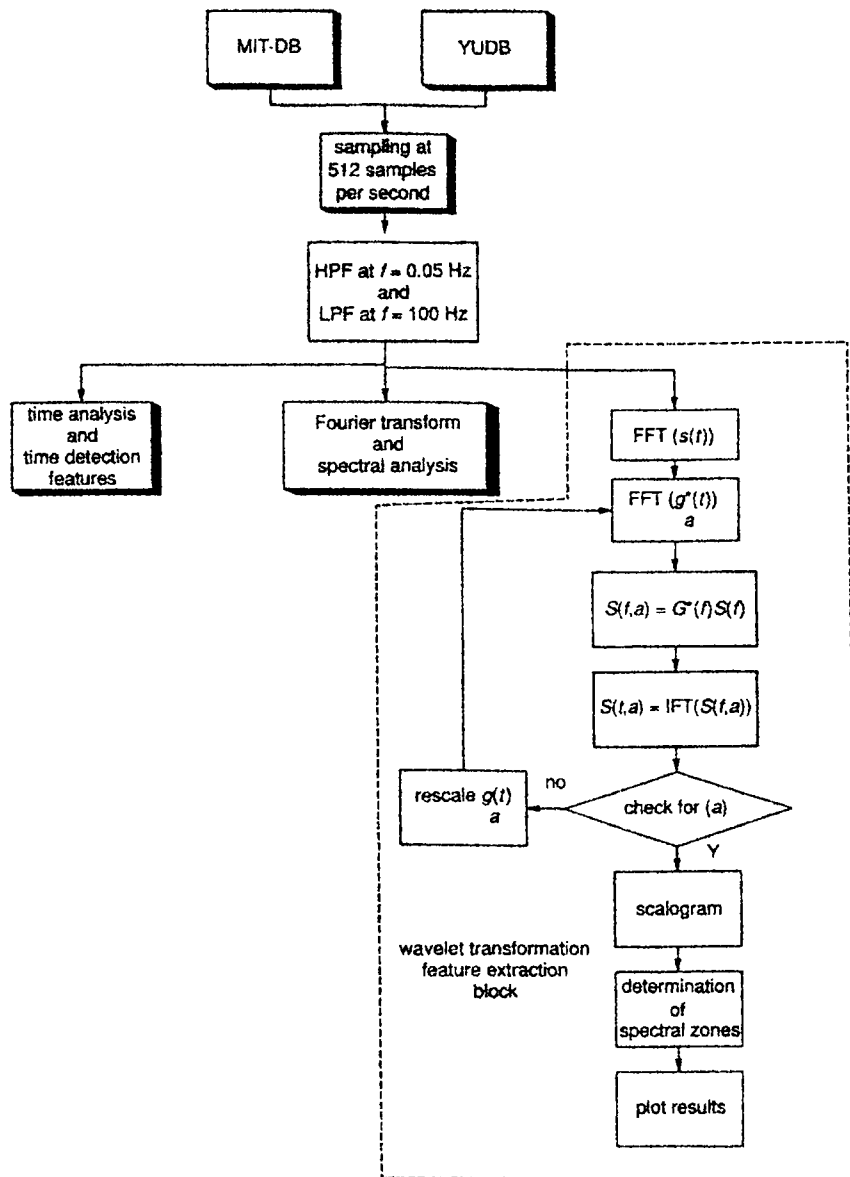 MIT-DB
YUDB
sampling at
512 samples
per second
HPF at f = 0.05 Hz
and
LPF at f = 100 Hz
time analysis
and
time detection
features
Fourier transform
and
spectral analysis
FFT (s(t))
FFT (g*(t))
a
S(f,a) = G*(f)S(f)
S(t,a) = IFT(S(f,a))
rescale g(t)
a
no
check for (a)
Y
scalogram
wavelet transformation
feature extraction
block
determination
of
spectral zones
plot results